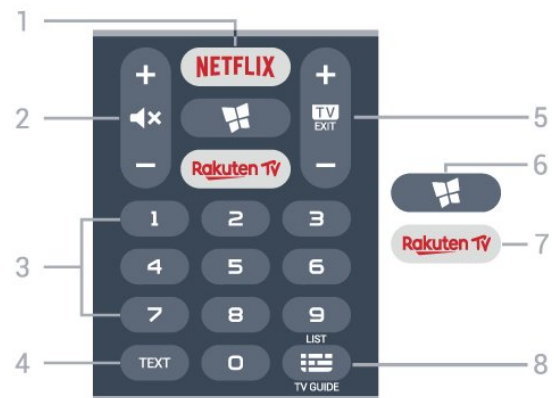 1
NETFLIX
+ +
2
TV
EXIT
5
- -
Rakuten TV
6
1 2 3
Rakuten TV
7
3
4 5 6
7 8 9
LIST
4
TEXT
0
8
TV GUIDE